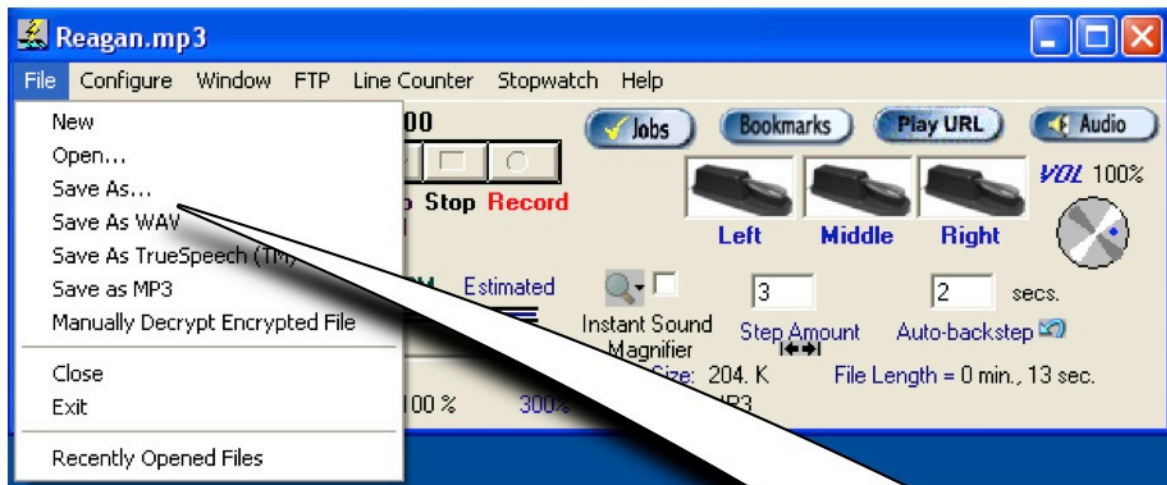 Reagan.mp3
File Configure Window FTP Line Counter Stopwatch Help
New
Open...
Save As...
Save As WAV
Save As TrueSpeech (TM)
Save as MP3
Manually Decrypt Encrypted File
Close
Exit
Recently Opened Files
00
Stop Record
Estimated
100 % 300%
Jobs Bookmarks Play URL Audio
VOL 100%
Left Middle Right
3 2 secs.
Instant Sound Magnifier
Step Amount Auto-backstep
Size: 204. K File Length = 0 min., 13 sec.